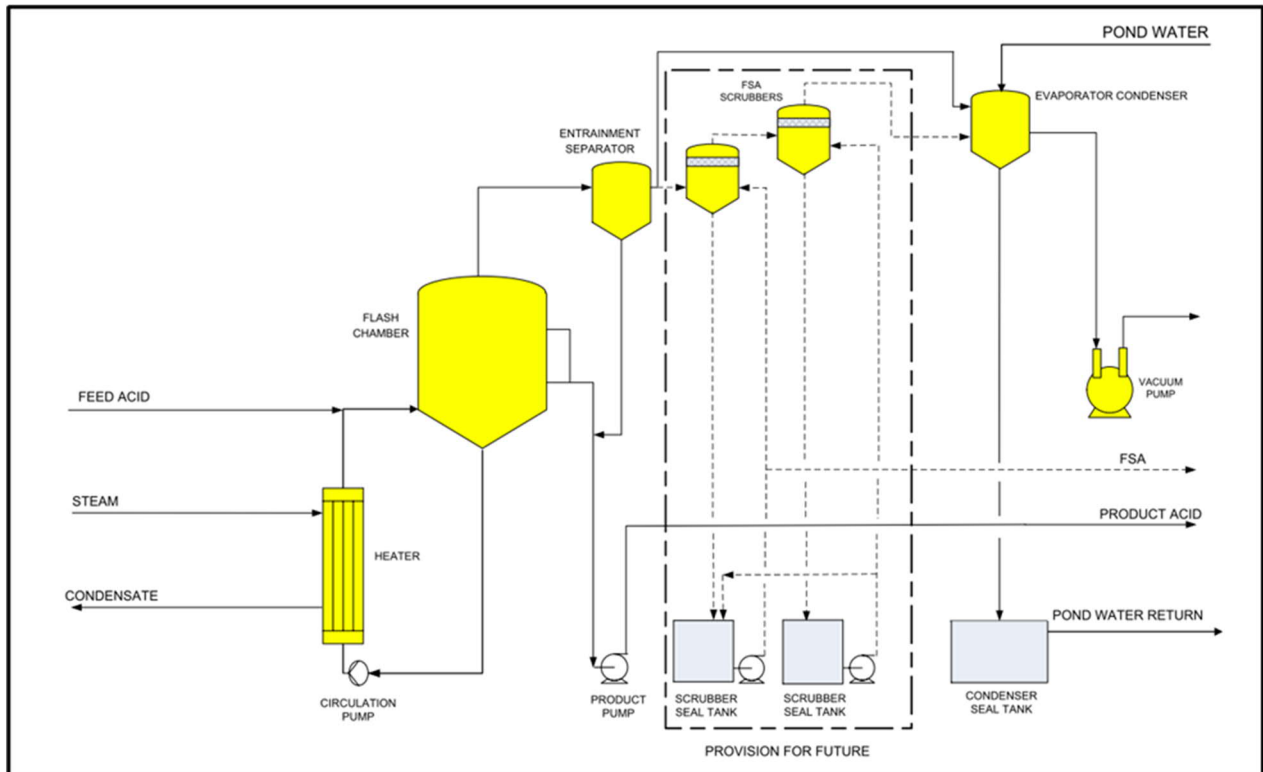 POND WATER
FSA
SCRUBBERS
EVAPORATOR CONDENSER
ENTRAINMENT
SEPARATOR
FLASH
CHAMBER
VACUUM
PUMP
FEED ACID
FSA
STEAM
PRODUCT ACID
HEATER
CONDENSATE
POND WATER RETURN
CIRCULATION
PUMP
PRODUCT
PUMP
SCRUBBER
SEAL TANK
SCRUBBER
SEAL TANK
CONDENSER
SEAL TANK
PROVISION FOR FUTURE